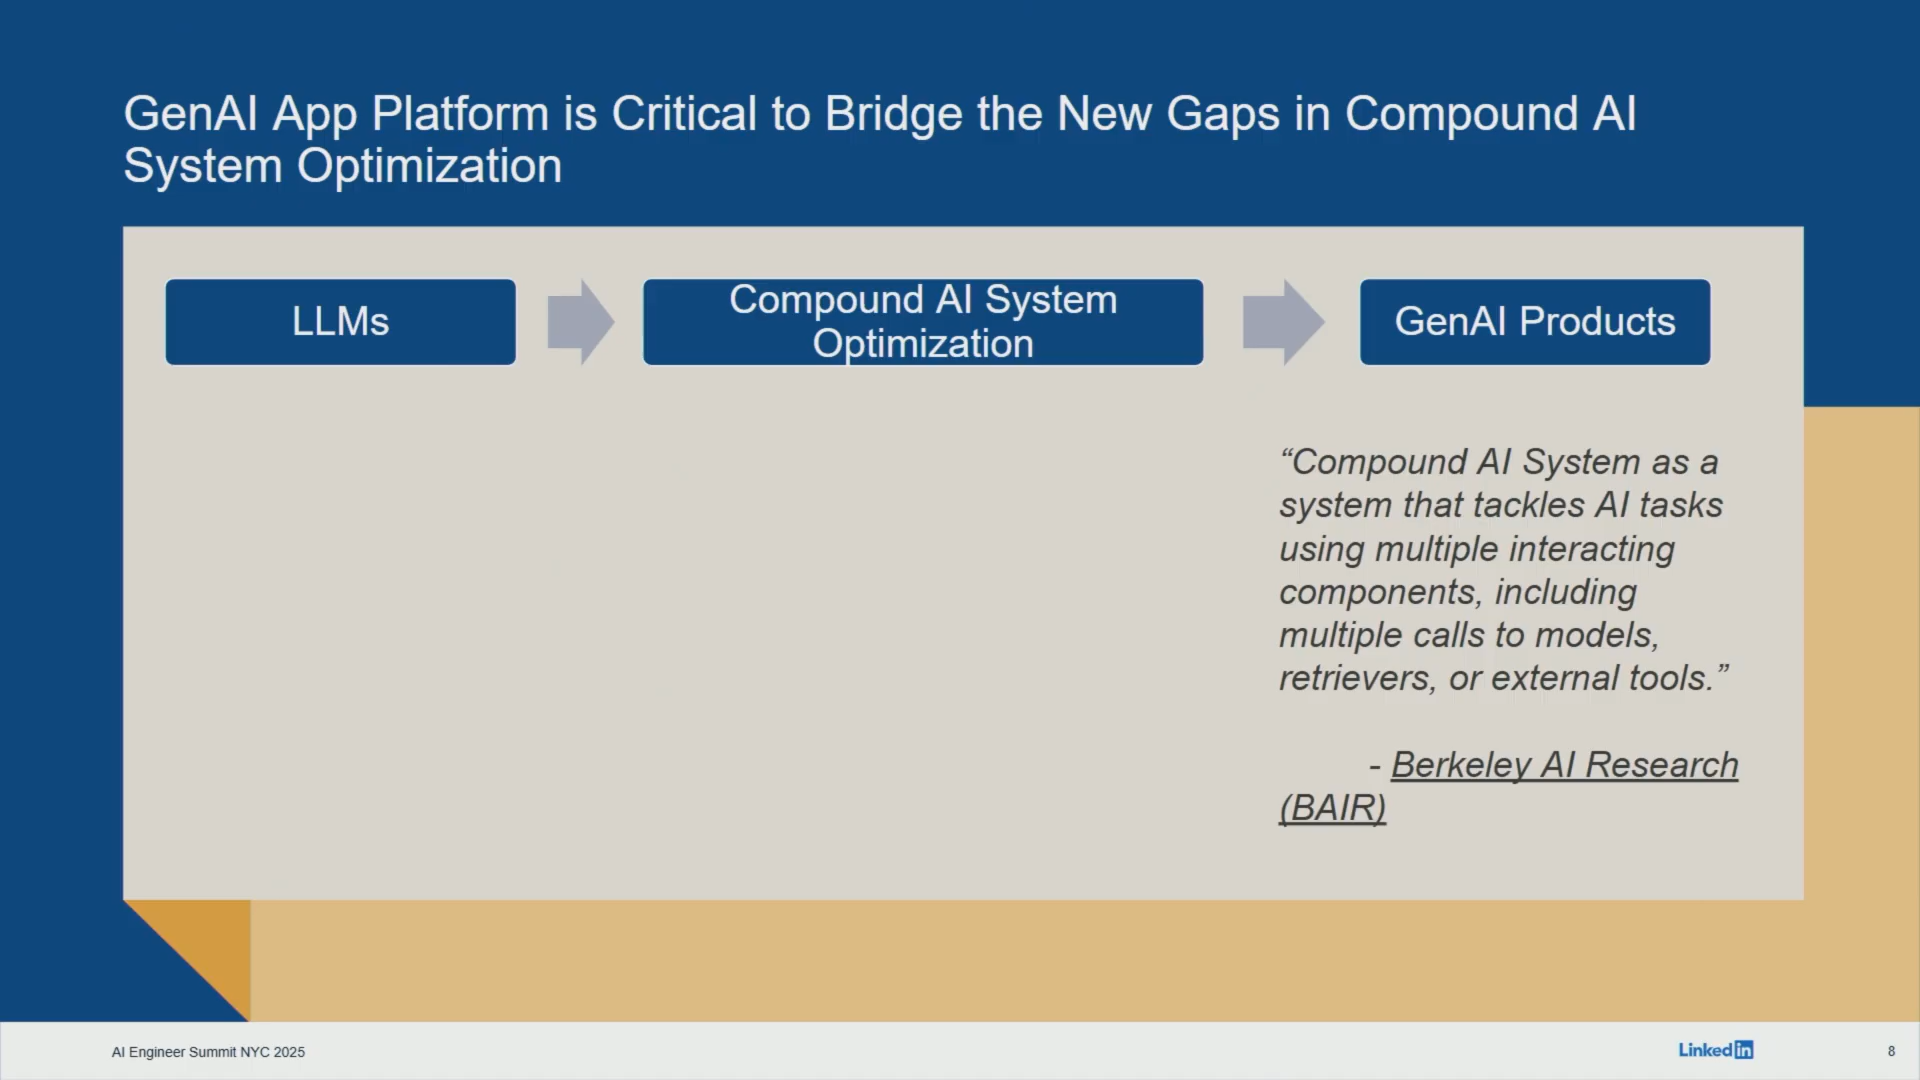 GenAI App Platform is Critical to Bridge the New Gaps in Compound AI
System Optimization
LLMs
Compound AI System
Optimization
GenAI Products
“Compound AI System as a
system that tackles AI tasks
using multiple interacting
components, including
multiple calls to models,
retrievers, or external tools.”
- Berkeley AI Research
(BAIR)
AI Engineer Summit NYC 2025
Linked in
8